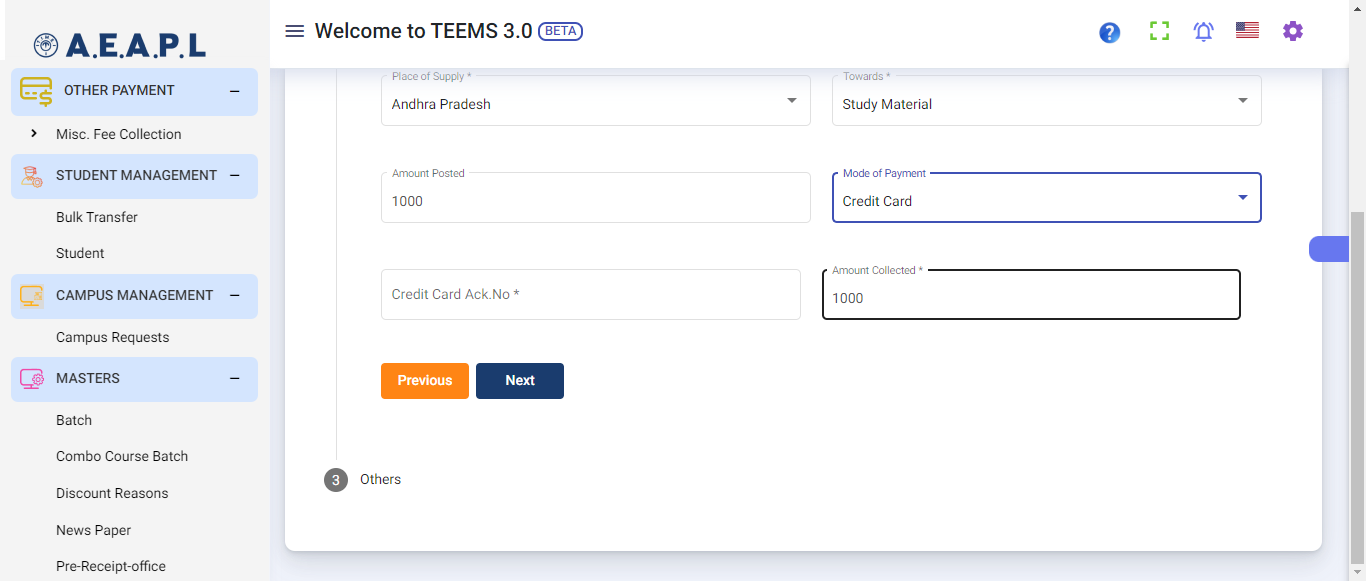 A.E.A.P.L
OTHER PAYMENT
Misc. Fee Collection
STUDENT MANAGEMENT
Bulk Transfer
Student
CAMPUS MANAGEMENT
Campus Requests
MASTERS
Batch
Combo Course Batch
Discount Reasons
News Paper
Pre-Receipt-office
Welcome to TEEMS 3.0 BETA
?
Place of Supply *
Andhra Pradesh
Towards *
Study Material
Amount Posted
1000
Mode of Payment
Credit Card
Credit Card Ack.No *
Amount Collected *
1000
Previous
Next
3 Others